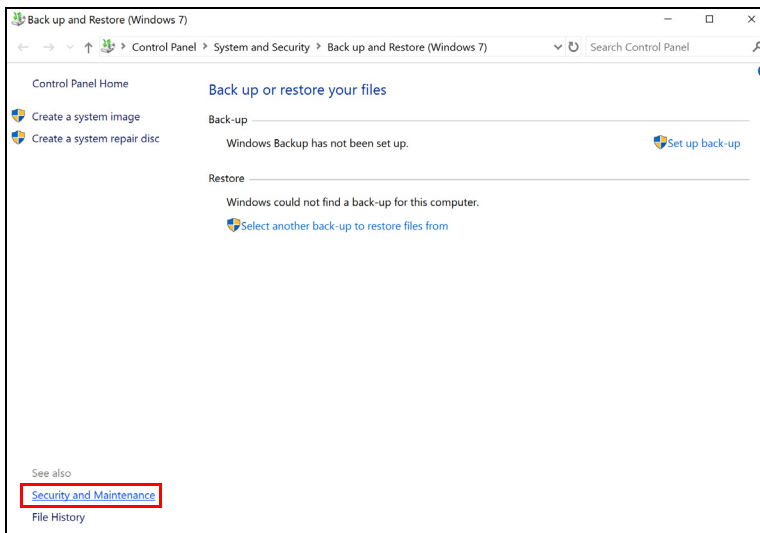 Back up and Restore (Windows 7)
Control Panel > System and Security > Back up and Restore (Windows 7)
Search Control Panel
Control Panel Home
Create a system image
Create a system repair disc
Back up or restore your files
Back-up
Windows Backup has not been set up.
Set up back-up
Restore
Windows could not find a back-up for this computer.
Select another back-up to restore files from
See also
Security and Maintenance
File History